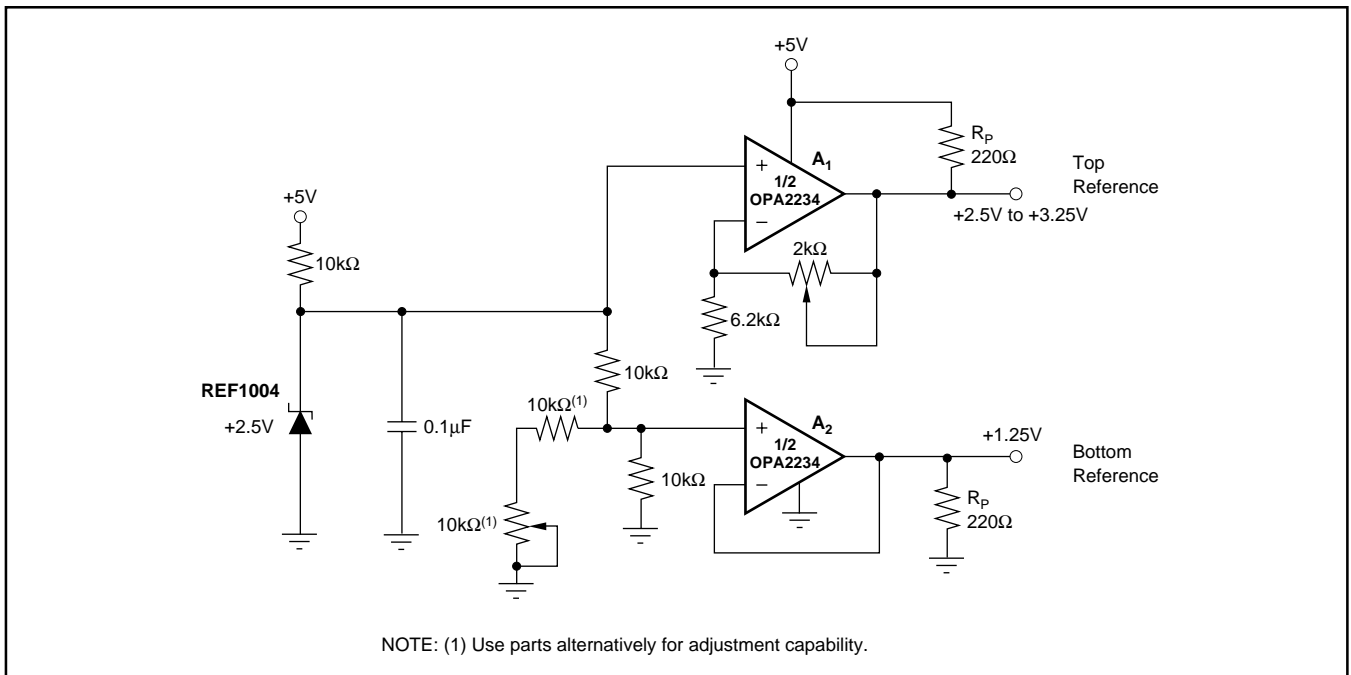 +5V
R_P
220Ω
+
A₁
1/2
OPA2234
−
Top
Reference
+2.5V to +3.25V
+5V
10kΩ
2kΩ
6.2kΩ
10kΩ
REF1004
+2.5V
0.1µF
10kΩ⁽¹⁾
10kΩ⁽¹⁾
10kΩ
+
A₂
1/2
OPA2234
−
+1.25V
Bottom
Reference
R_P
220Ω
NOTE: (1) Use parts alternatively for adjustment capability.